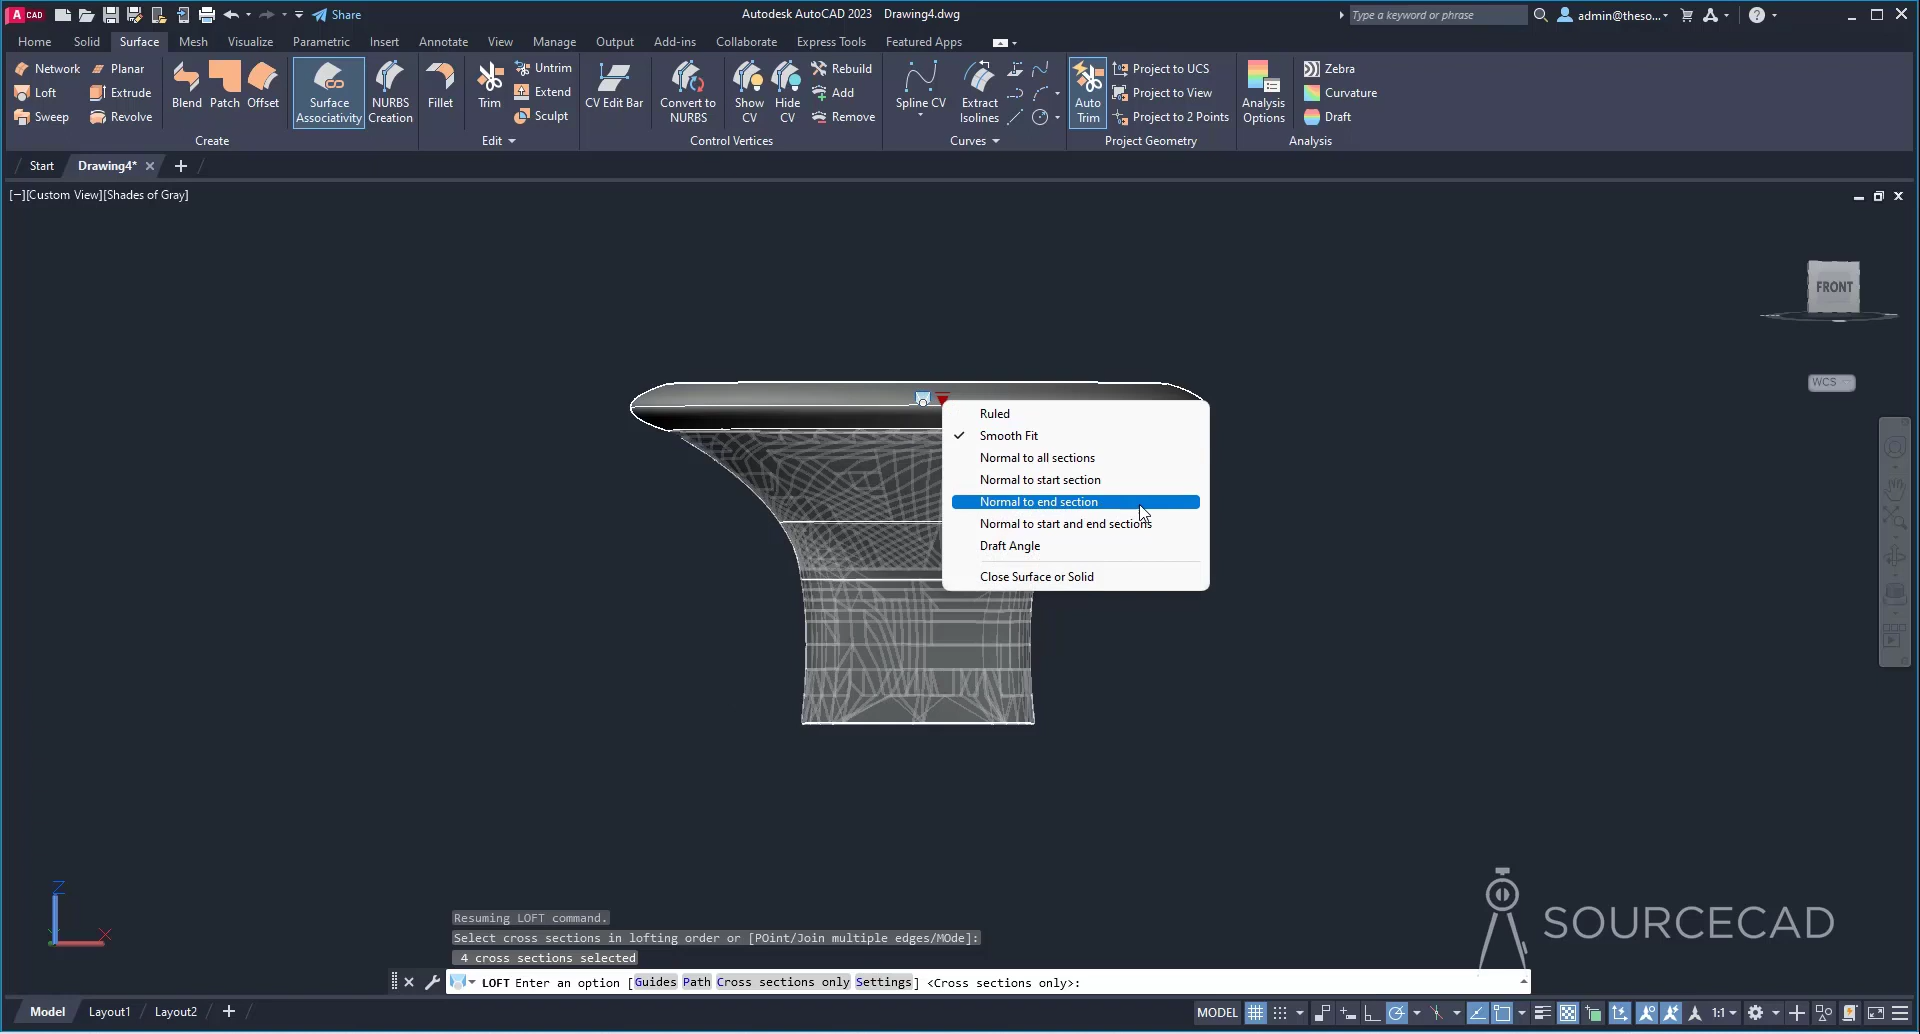 A CAD
Share
Autodesk AutoCAD 2023 Drawing4.dwg
Type a keyword or phrase
admin@theso...
Home Solid Surface Mesh Visualize Parametric Insert Annotate View Manage Output Add-ins Collaborate Express Tools Featured Apps
Network Planar
Loft Extrude
Sweep Revolve
Blend Patch Offset
Surface Associativity
NURBS Creation
Fillet
Trim
Untrim
Extend
Sculpt
CV Edit Bar
Convert to NURBS
Show CV
Hide CV
Rebuild
Add
Remove
Spline CV
Extract Isolines
Auto Trim
Project to UCS
Project to View
Project to 2 Points
Analysis Options
Zebra
Curvature
Draft
Create Edit Control Vertices Curves Project Geometry Analysis
Start Drawing4*
[−][Custom View][Shades of Gray]
FRONT
WCS
Ruled
Smooth Fit
Normal to all sections
Normal to start section
Normal to end section
Normal to start and end sections
Draft Angle
Close Surface or Solid
Z
X
SOURCECAD
Resuming LOFT command.
Select cross sections in lofting order or [POint/Join multiple edges/MOde]:
4 cross sections selected
LOFT Enter an option [Guides Path Cross sections only Settings] <Cross sections only>:
Model Layout1 Layout2
MODEL
1:1